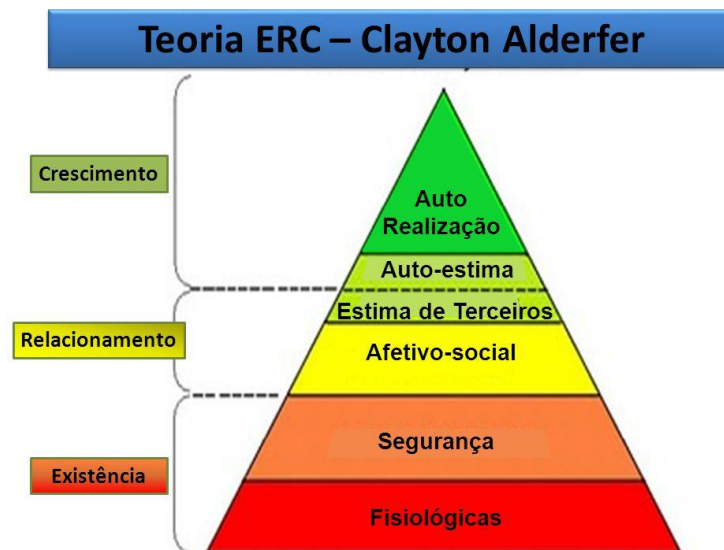 Teoria ERC – Clayton Alderfer
Crescimento
Auto
Realização
Auto-estima
Estima de Terceiros
Relacionamento
Afetivo-social
Segurança
Existência
Fisiológicas